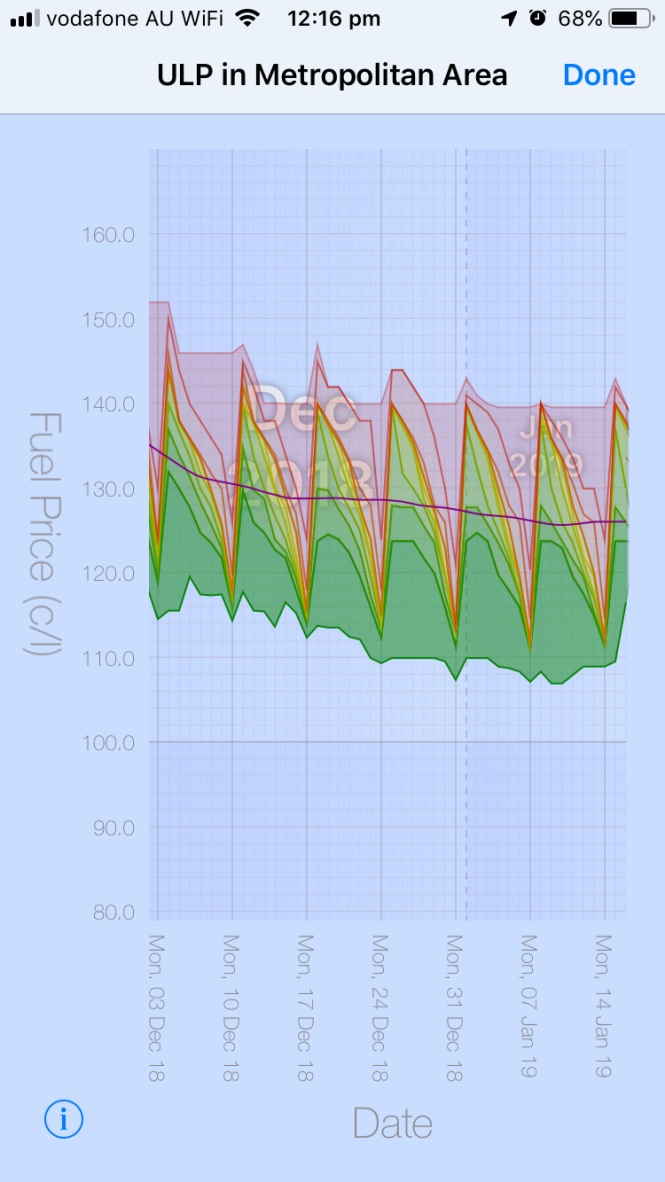 vodafone AU WiFi 12:16 pm 68%
ULP in Metropolitan Area Done
160.0
150.0
140.0
130.0
120.0
110.0
100.0
90.0
80.0
Fuel Price (c/l)
Dec
2018
Jan
2019
Mon, 03 Dec 18
Mon, 10 Dec 18
Mon, 17 Dec 18
Mon, 24 Dec 18
Mon, 31 Dec 18
Mon, 07 Jan 19
Mon, 14 Jan 19
i
Date